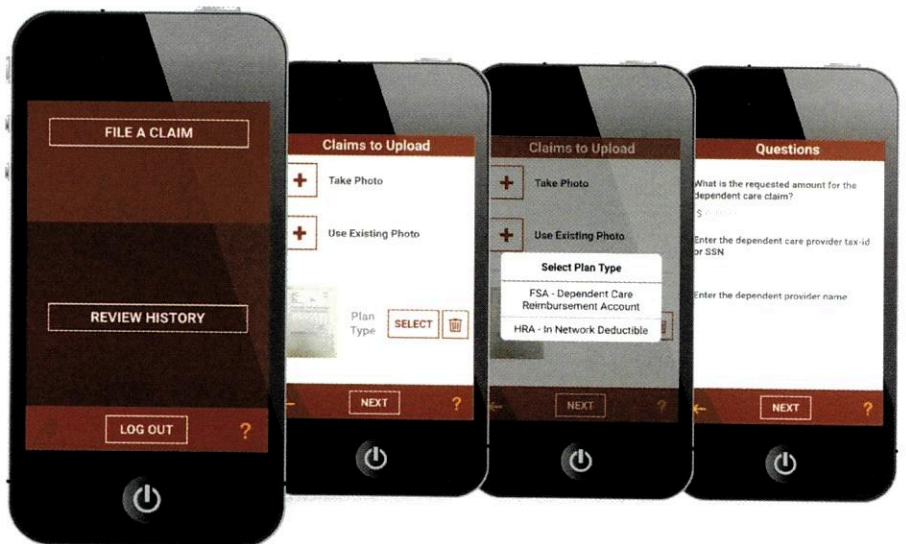 FILE A CLAIM
REVIEW HISTORY
LOG OUT
?
Claims to Upload
Take Photo
Use Existing Photo
Plan
Type
SELECT
NEXT
?
Claims to Upload
Take Photo
Use Existing Photo
Select Plan Type
FSA - Dependent Care
Reimbursement Account
HRA - In Network Deductible
NEXT
?
Questions
What is the requested amount for the
dependent care claim?
$
Enter the dependent care provider tax-id
or SSN
Enter the dependent provider name
NEXT
?